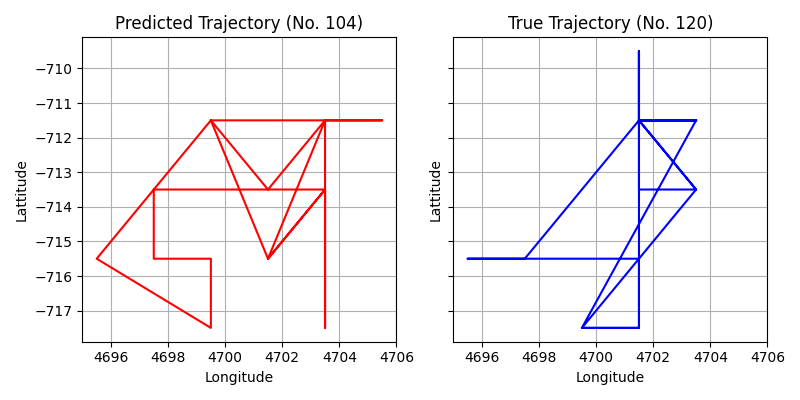 Predicted Trajectory (No. 104)
True Trajectory (No. 120)
−710
−711
−712
−713
−714
−715
−716
−717
Lattitude
Lattitude
4696 4698 4700 4702 4704 4706
4696 4698 4700 4702 4704 4706
Longitude
Longitude